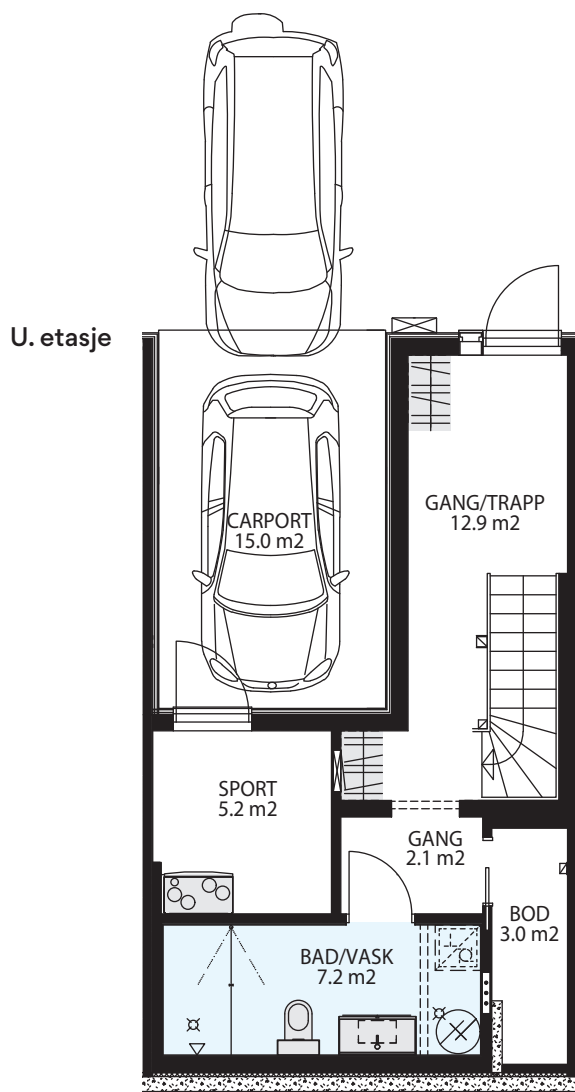 U. etasje
GANG/TRAPP
12.9 m2
CARPORT
15.0 m2
SPORT
5.2 m2
GANG
2.1 m2
BOD
3.0 m2
BAD/VASK
7.2 m2